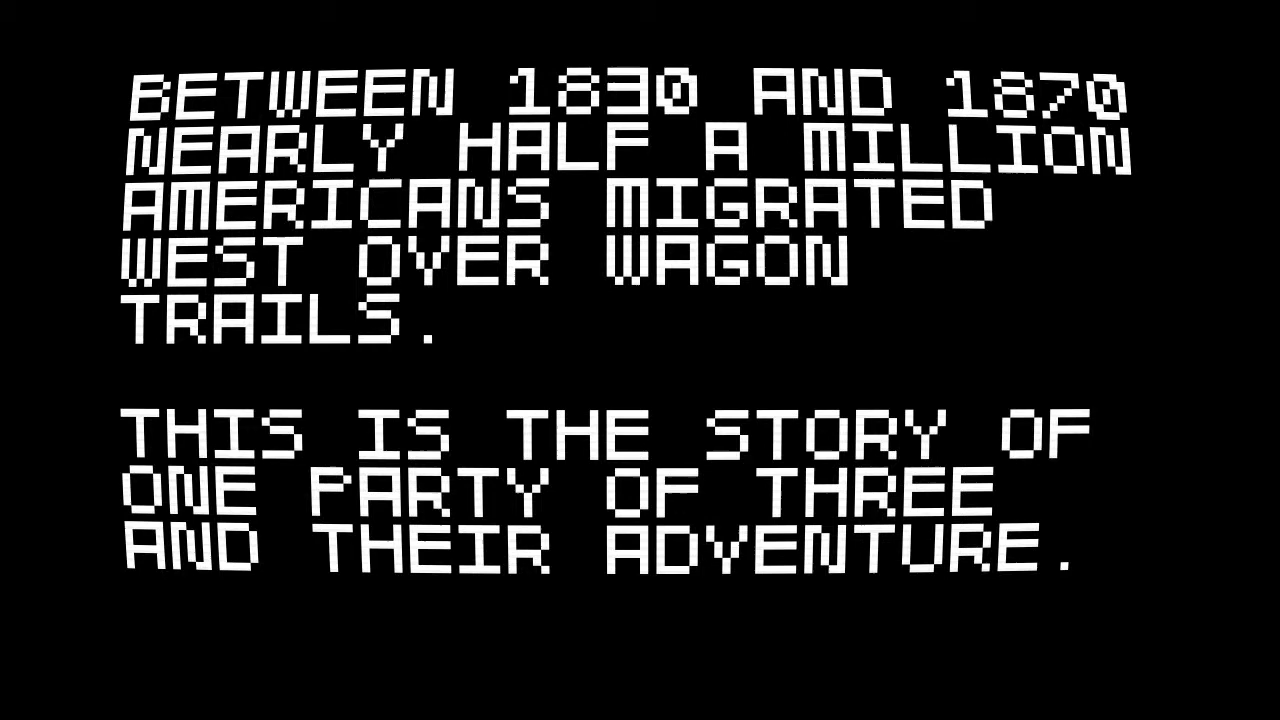 BETWEEN 1830 AND 1870
NEARLY HALF A MILLION
AMERICANS MIGRATED
WEST OVER WAGON
TRAILS.
THIS IS THE STORY OF
ONE PARTY OF THREE
AND THEIR ADVENTURE.